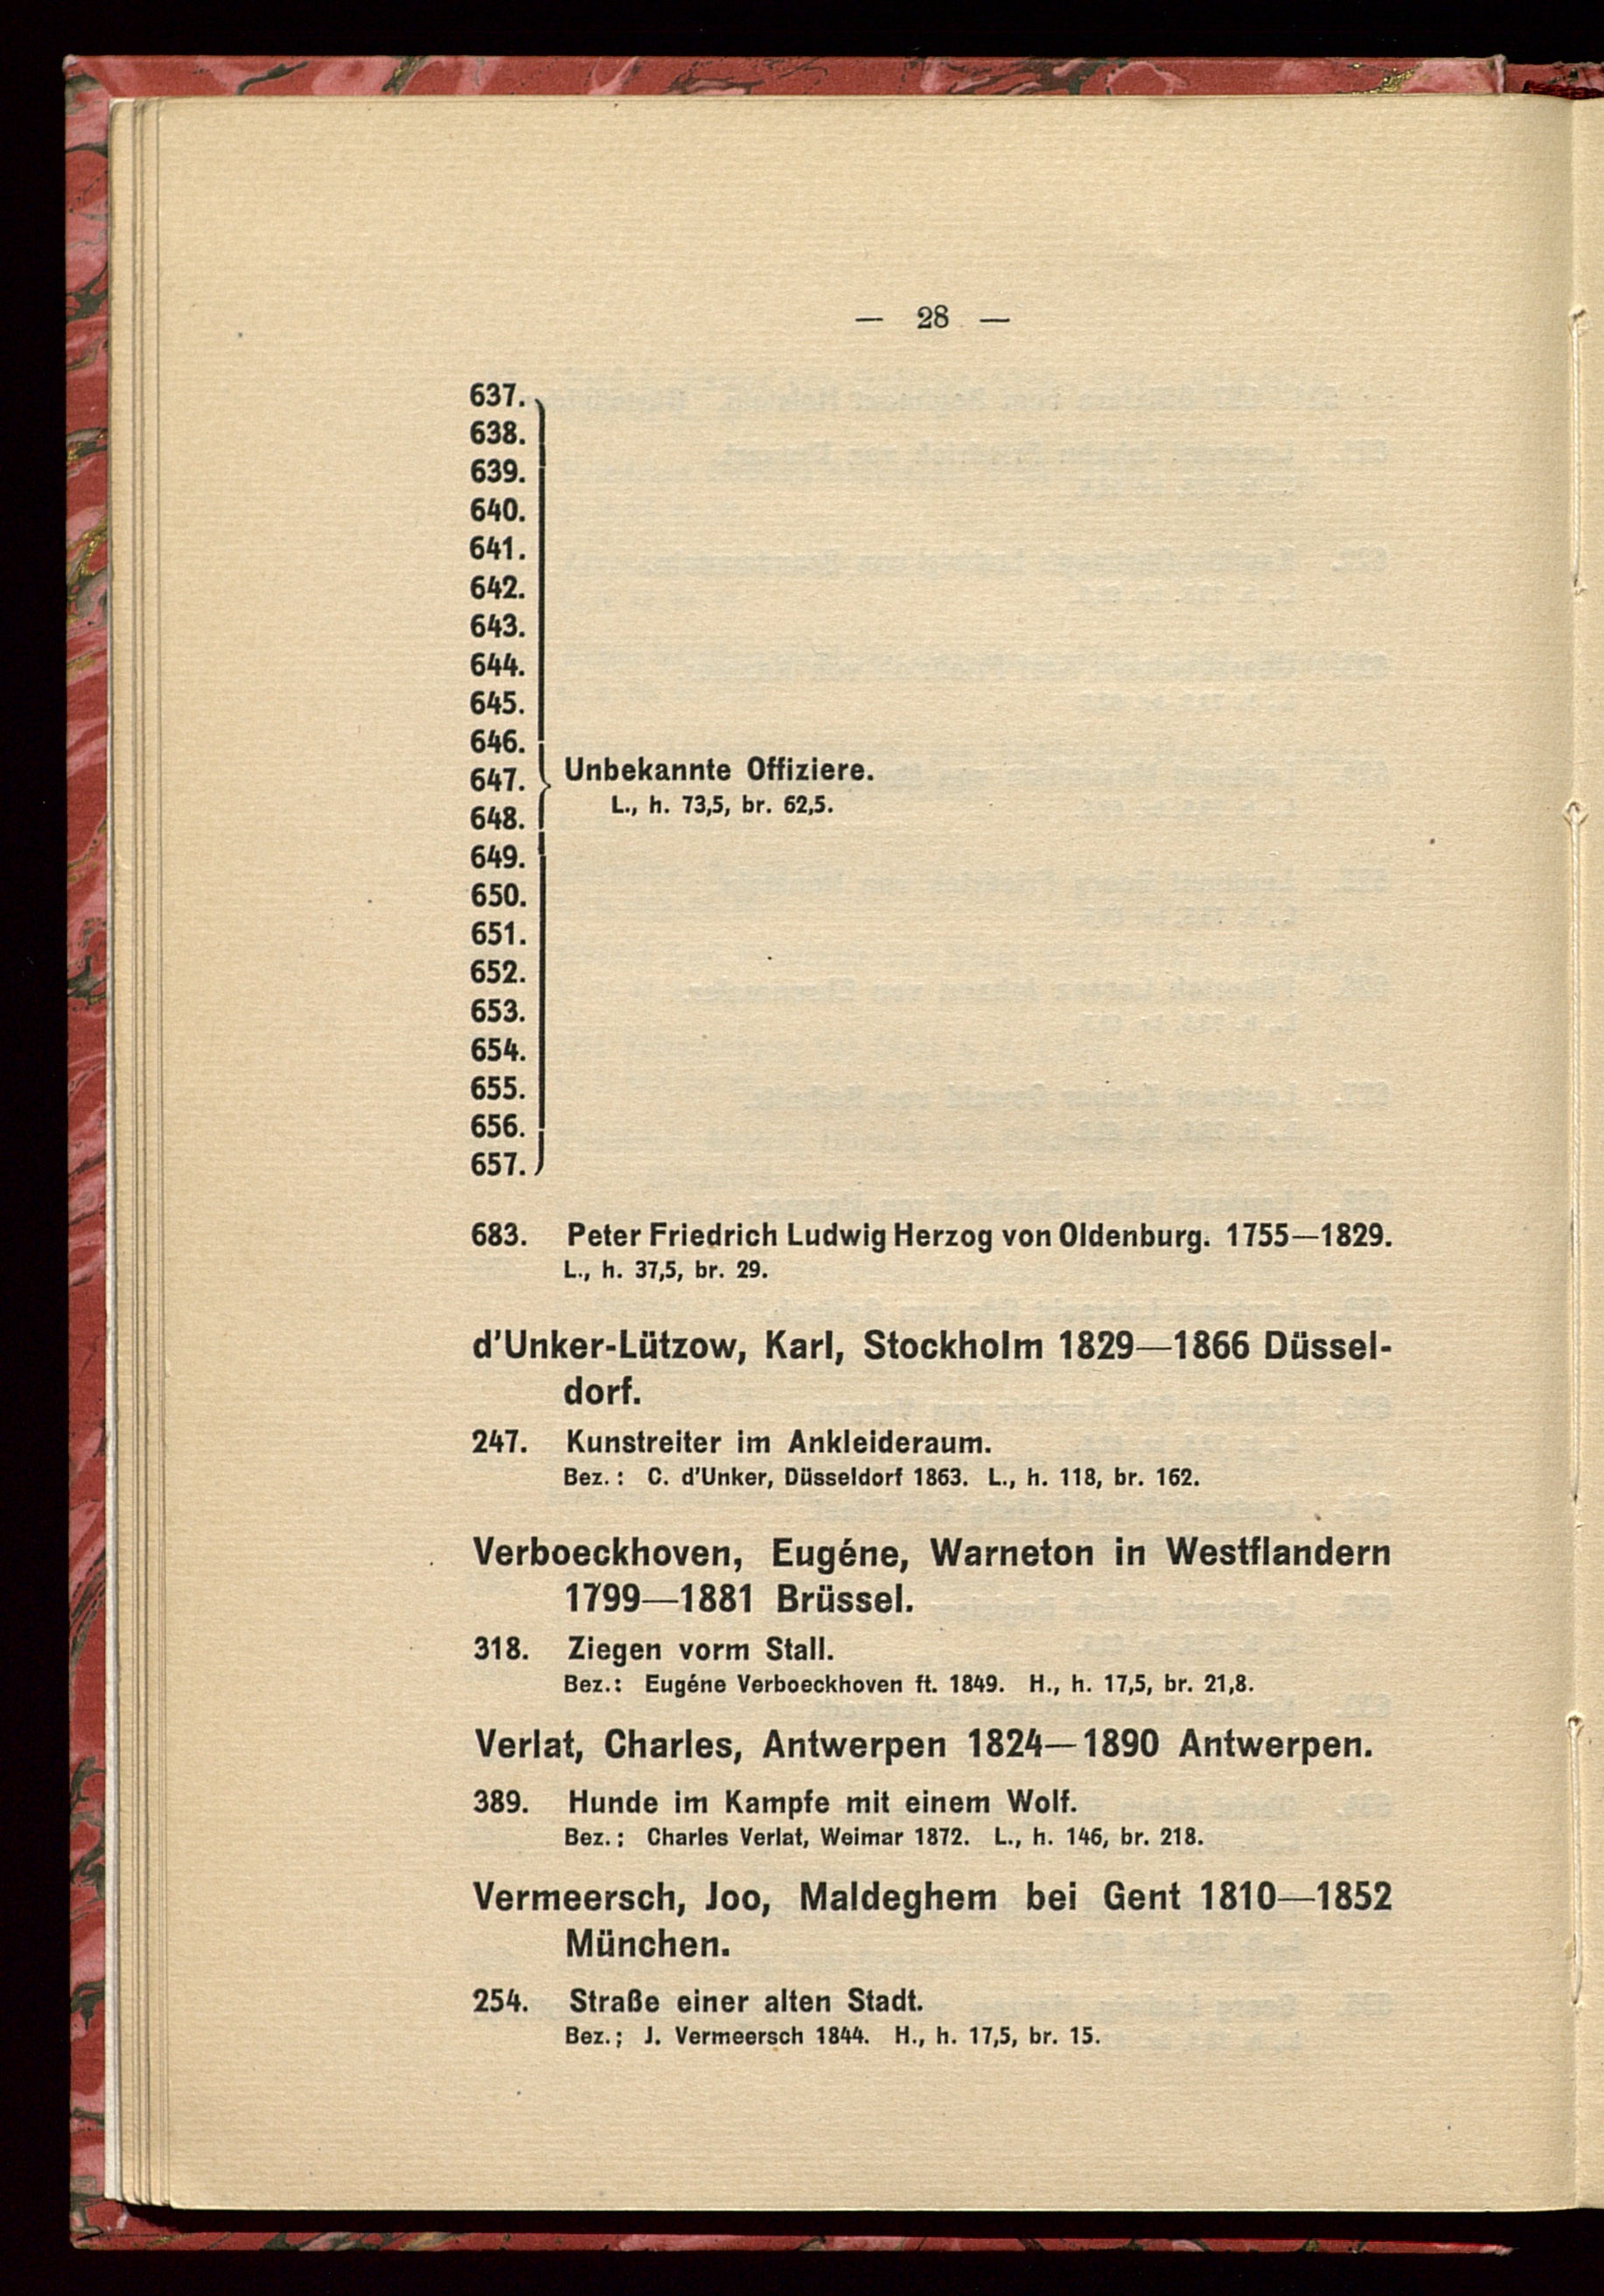 — 28 —
637.
638.
639.
640.
641.
642.
643.
644.
645.
646.
647. Unbekannte Offiziere.
L., h. 73,5, br. 62,5.
648.
649.
650.
651.
652.
653.
654.
655.
656.
657.
683. Peter Friedrich Ludwig Herzog von Oldenburg. 1755—1829.
L., h. 37,5, br. 29.
d'Unker-Lützow, Karl, Stockholm 1829—1866 Düssel-
dorf.
247. Kunstreiter im Ankleideraum.
Bez.: C. d'Unker, Düsseldorf 1863. L., h. 118, br. 162.
Verboeckhoven, Eugéne, Warneton in Westflandern
1799—1881 Brüssel.
318. Ziegen vorm Stall.
Bez.: Eugéne Verboeckhoven ft. 1849. H., h. 17,5, br. 21,8.
Verlat, Charles, Antwerpen 1824—1890 Antwerpen.
389. Hunde im Kampfe mit einem Wolf.
Bez.; Charles Verlat, Weimar 1872. L., h. 146, br. 218.
Vermeersch, Joo, Maldeghem bei Gent 1810—1852
München.
254. Straße einer alten Stadt.
Bez.; J. Vermeersch 1844. H., h. 17,5, br. 15.